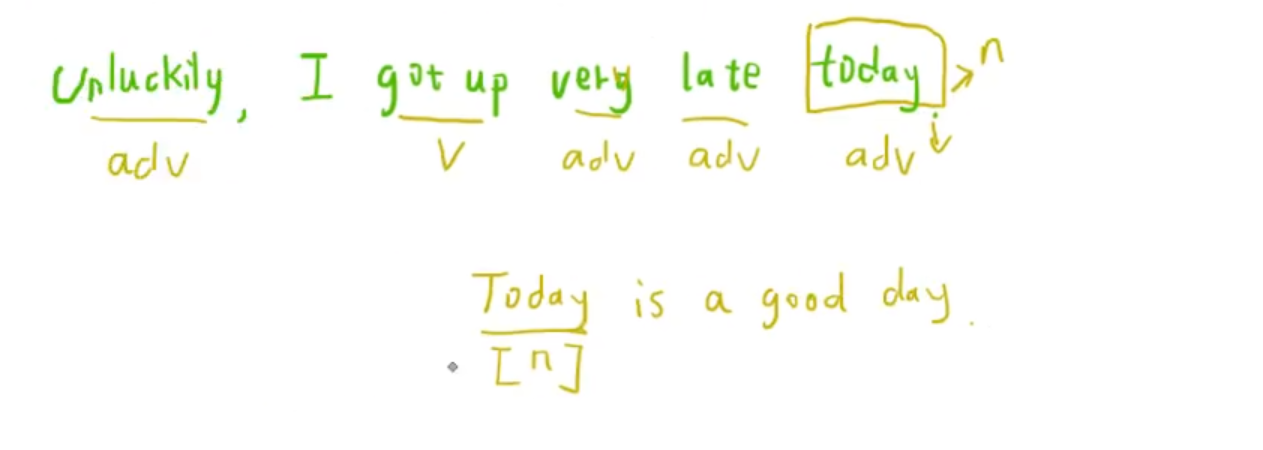 Unluckily, I got up very late today. → n
adv V adv adv adv ↓
Today is a good day.
[n]